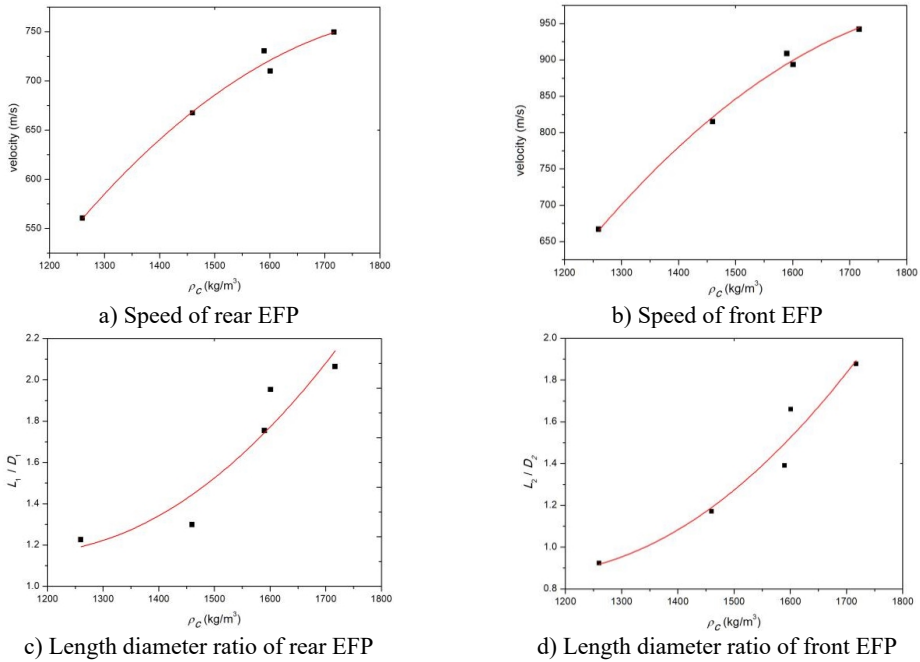 750
700
650
600
550
velocity (m/s)
1200 1300 1400 1500 1600 1700 1800
ρc (kg/m³)
a) Speed of rear EFP
950
900
850
800
750
700
650
velocity (m/s)
1200 1300 1400 1500 1600 1700 1800
ρc (kg/m³)
b) Speed of front EFP
2.2
2.0
1.8
1.6
1.4
1.2
1.0
L₁ / D₁
1200 1300 1400 1500 1600 1700 1800
ρc (kg/m³)
c) Length diameter ratio of rear EFP
2.0
1.8
1.6
1.4
1.2
1.0
0.8
L₂ / D₂
1200 1300 1400 1500 1600 1700 1800
ρc (kg/m³)
d) Length diameter ratio of front EFP